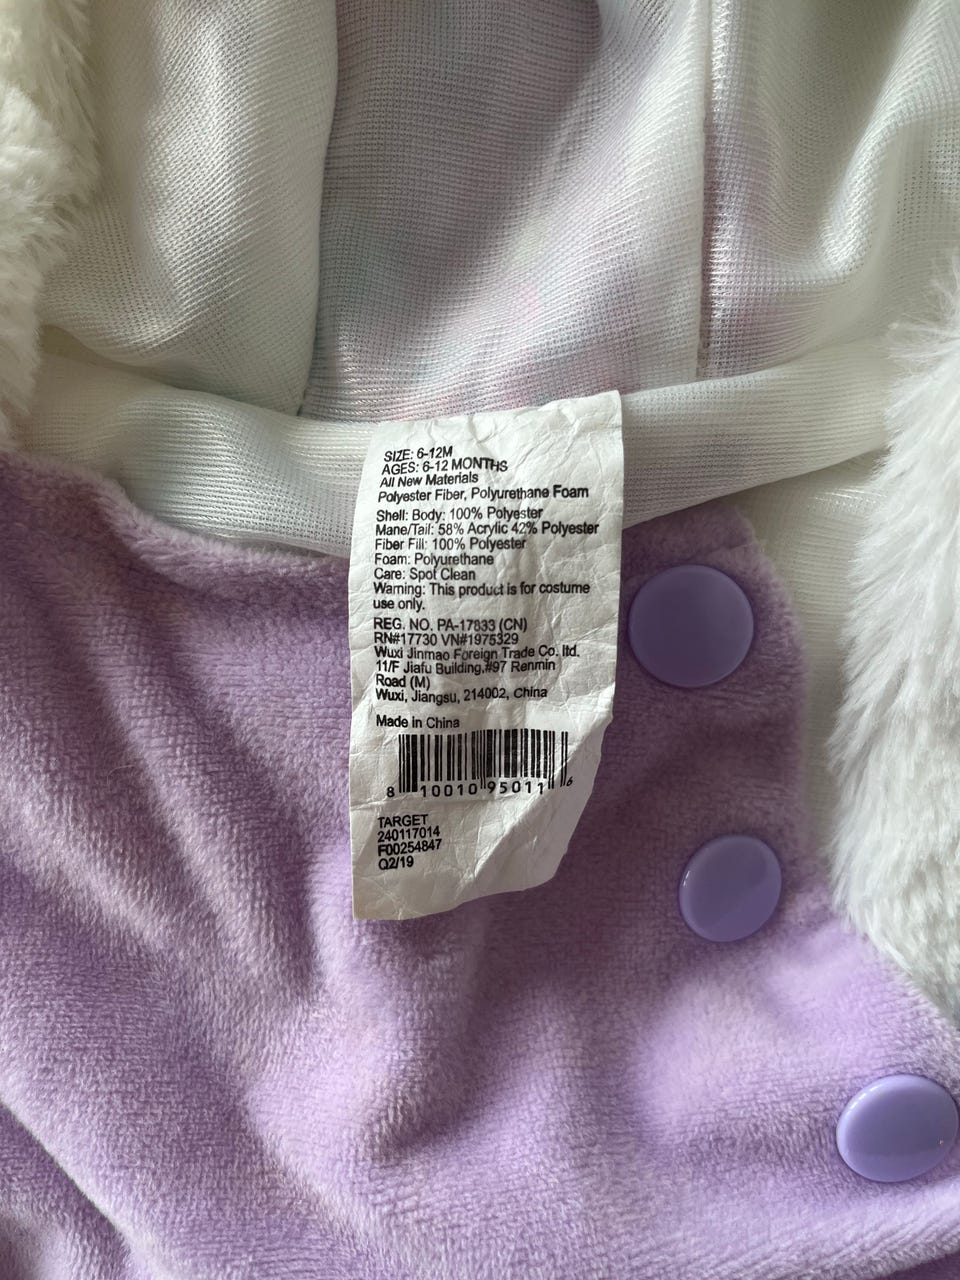 SIZE: 6-12M
AGES: 6-12 MONTHS
All New Materials
Polyester Fiber, Polyurethane Foam
Shell: Body: 100% Polyester
Mane/Tail: 58% Acrylic 42% Polyester
Fiber Fill: 100% Polyester
Foam: Polyurethane
Care: Spot Clean
Warning: This product is for costume
use only.
REG. NO. PA-17833 (CN)
RN#17730 VN#1975329
Wuxi Jinmao Foreign Trade Co. ltd.
11/F Jiafu Building,#97 Renmin
Road (M)
Wuxi, Jiangsu, 214002, China
Made in China
8 10010 95011 6
TARGET
240117014
F00254847
Q2/19